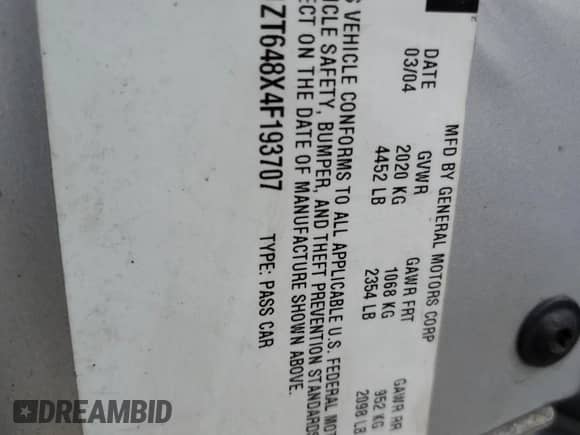 MFD BY GENERAL MOTORS CORP
DATE GVWR GAWR FRT GAWR RR
03/04 2020 KG 1068 KG 952 KG
4452 LB 2354 LB 2098 LB
VEHICLE CONFORMS TO ALL APPLICABLE U.S. FEDERAL MOT
CLE SAFETY, BUMPER, AND THEFT PREVENTION STANDARDS
ECT ON THE DATE OF MANUFACTURE SHOWN ABOVE.
ZT648X4F193707 TYPE: PASS CAR
DREAMBID